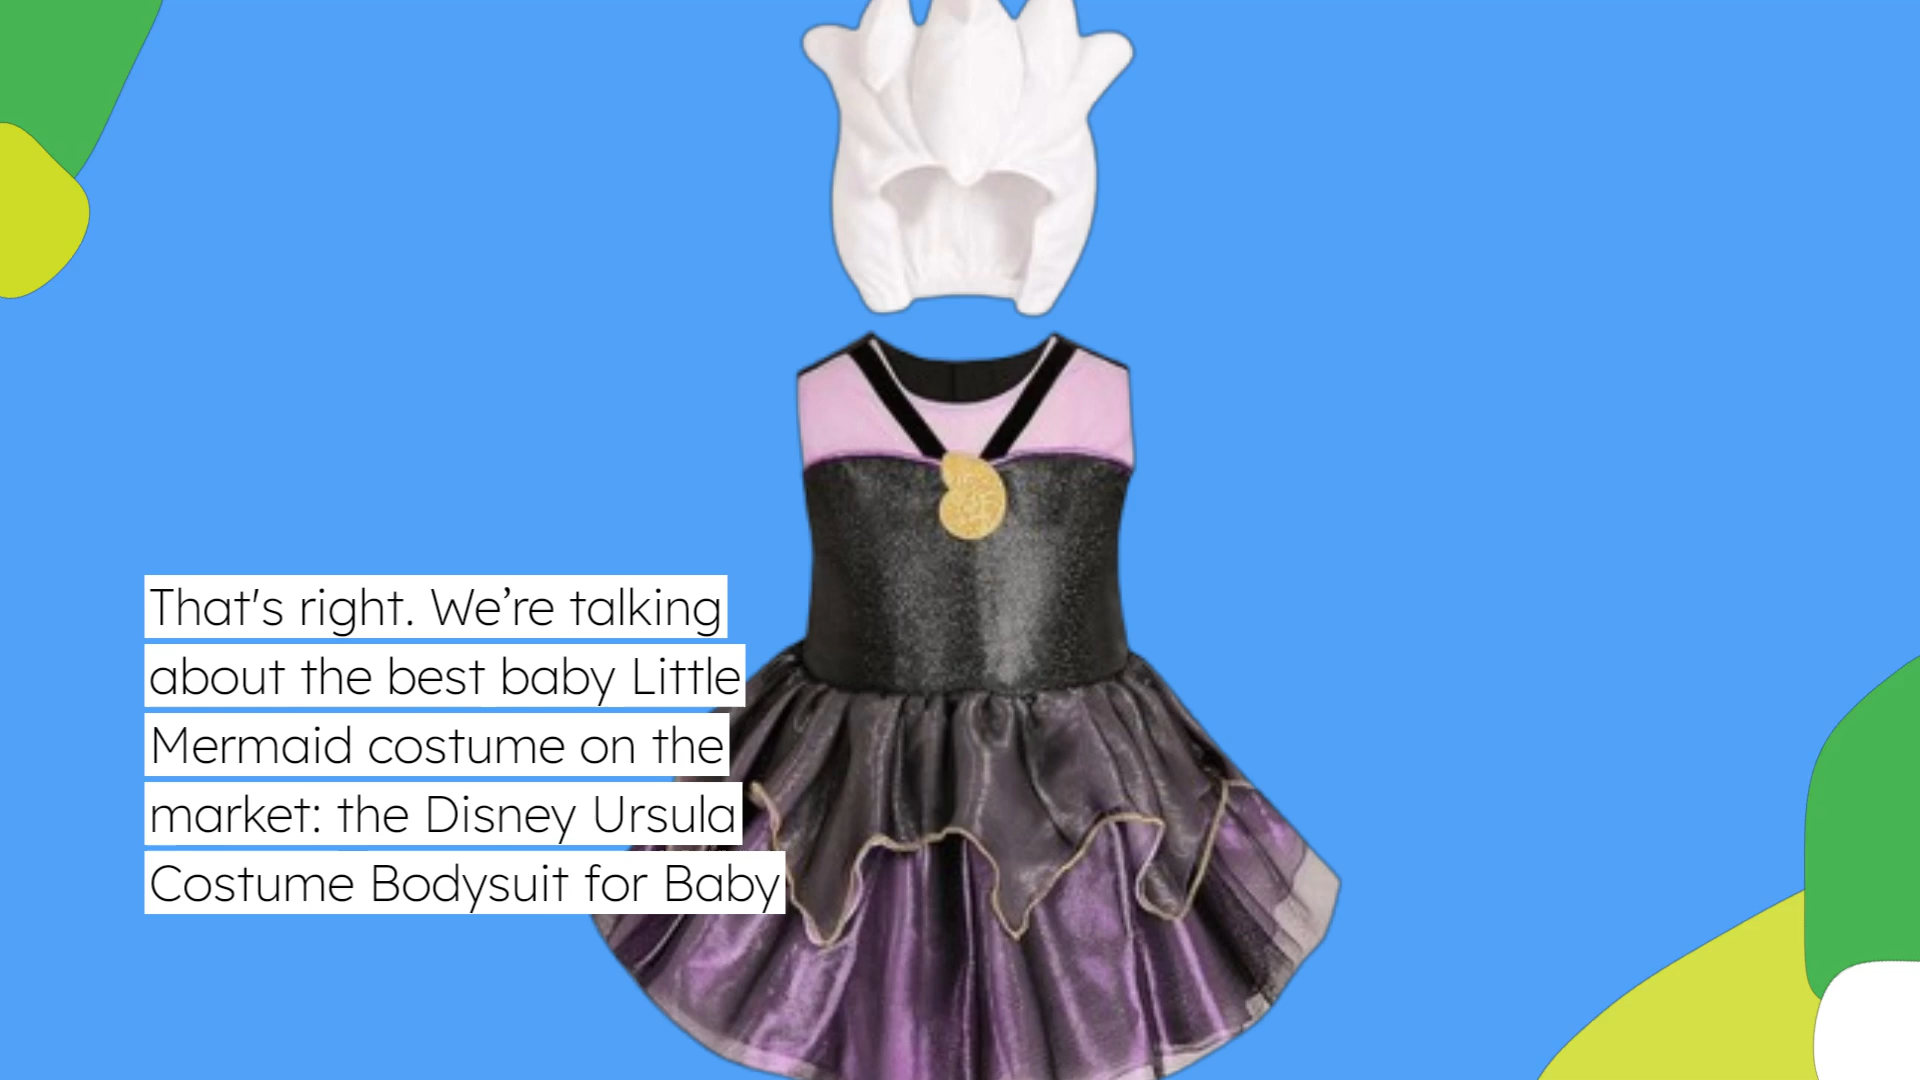 That's right. We’re talking
about the best baby Little
Mermaid costume on the
market: the Disney Ursula
Costume Bodysuit for Baby